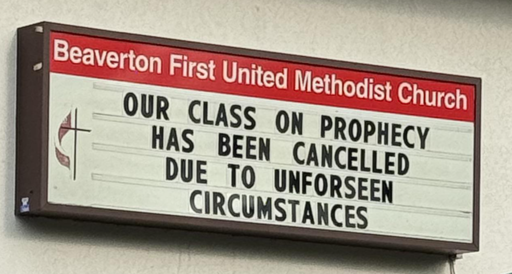 Beaverton First United Methodist Church
OUR CLASS ON PROPHECY
HAS BEEN CANCELLED
DUE TO UNFORSEEN
CIRCUMSTANCES